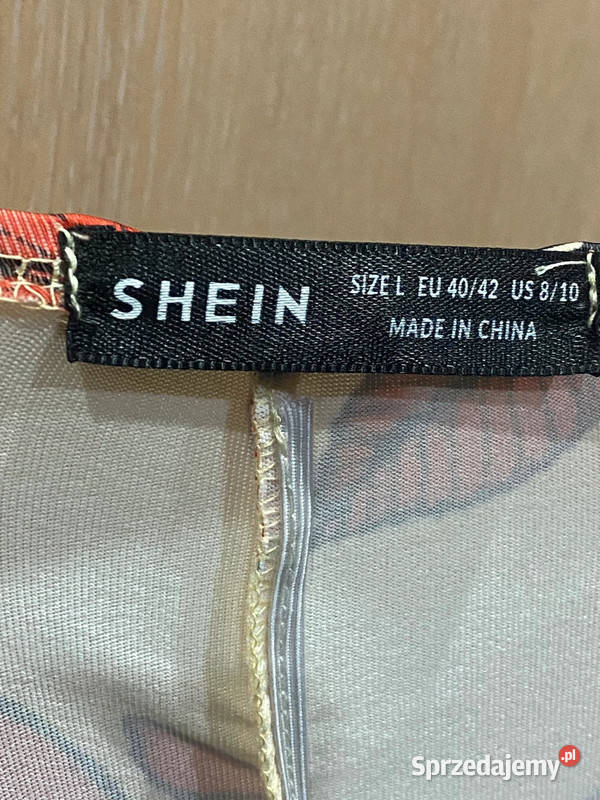 SHEIN
SIZE L EU 40/42 US 8/10
MADE IN CHINA
Sprzedajemy.pl